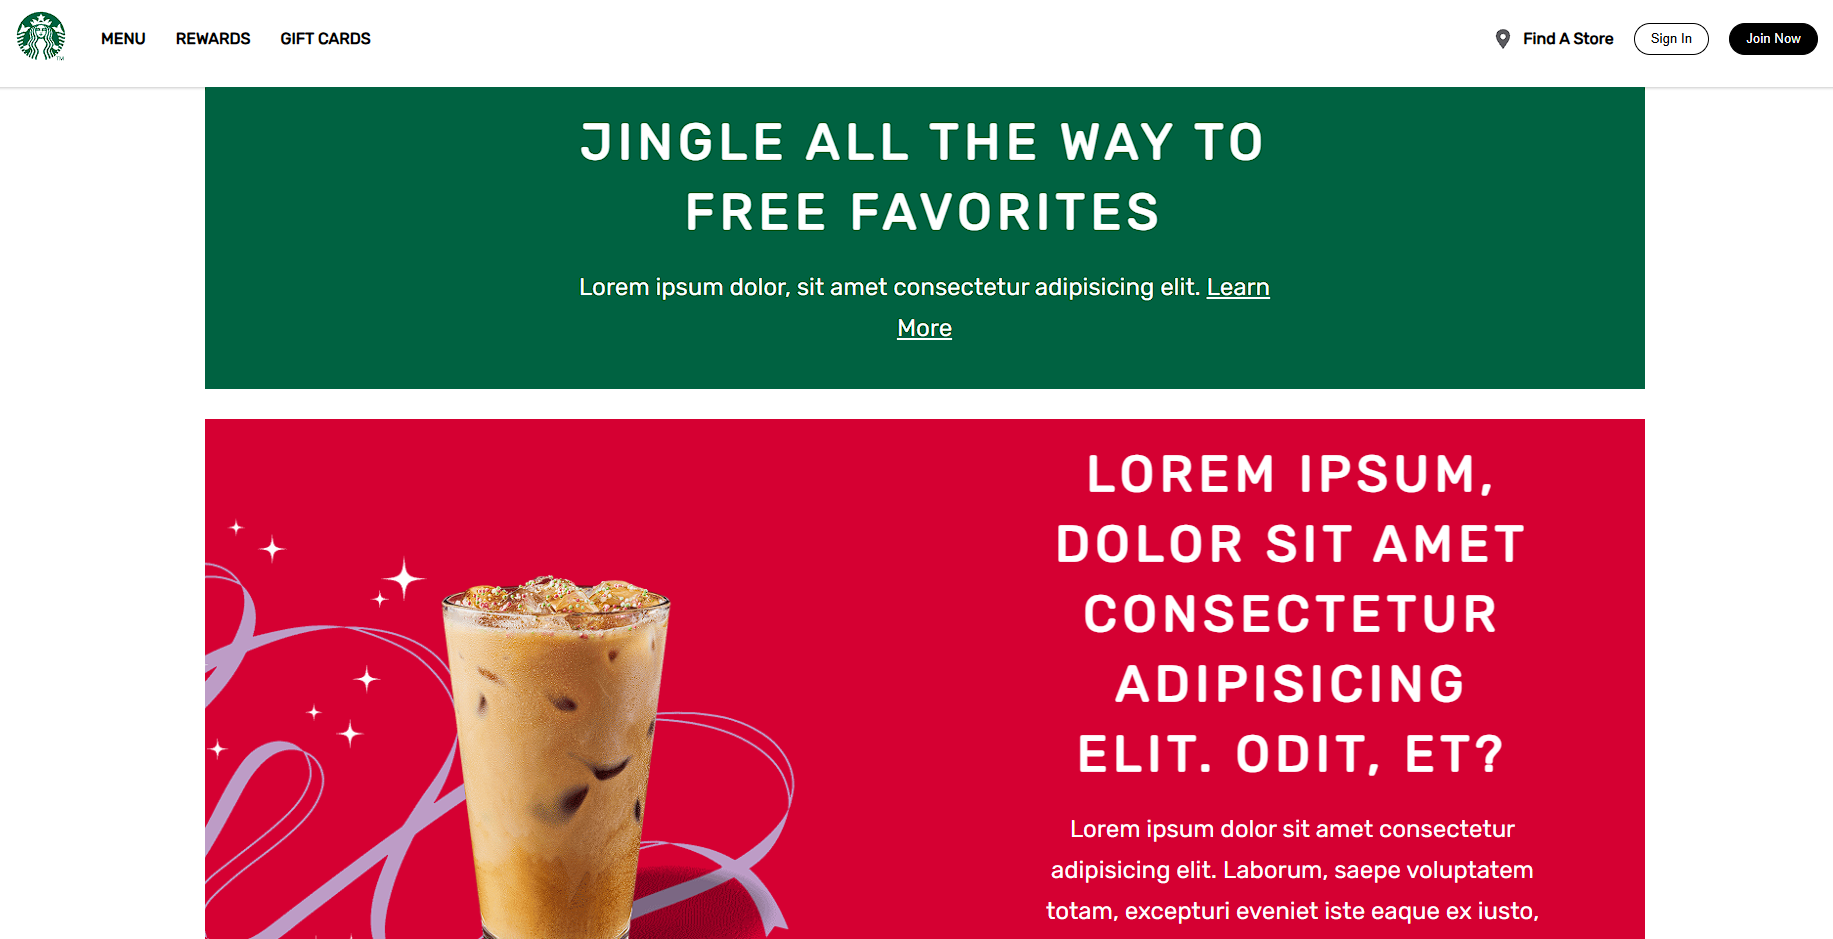 MENU REWARDS GIFT CARDS Find A Store Sign In Join Now
JINGLE ALL THE WAY TO
FREE FAVORITES
Lorem ipsum dolor, sit amet consectetur adipisicing elit. Learn
More
LOREM IPSUM,
DOLOR SIT AMET
CONSECTETUR
ADIPISICING
ELIT. ODIT, ET?
Lorem ipsum dolor sit amet consectetur
adipisicing elit. Laborum, saepe voluptatem
totam, excepturi eveniet iste eaque ex iusto,